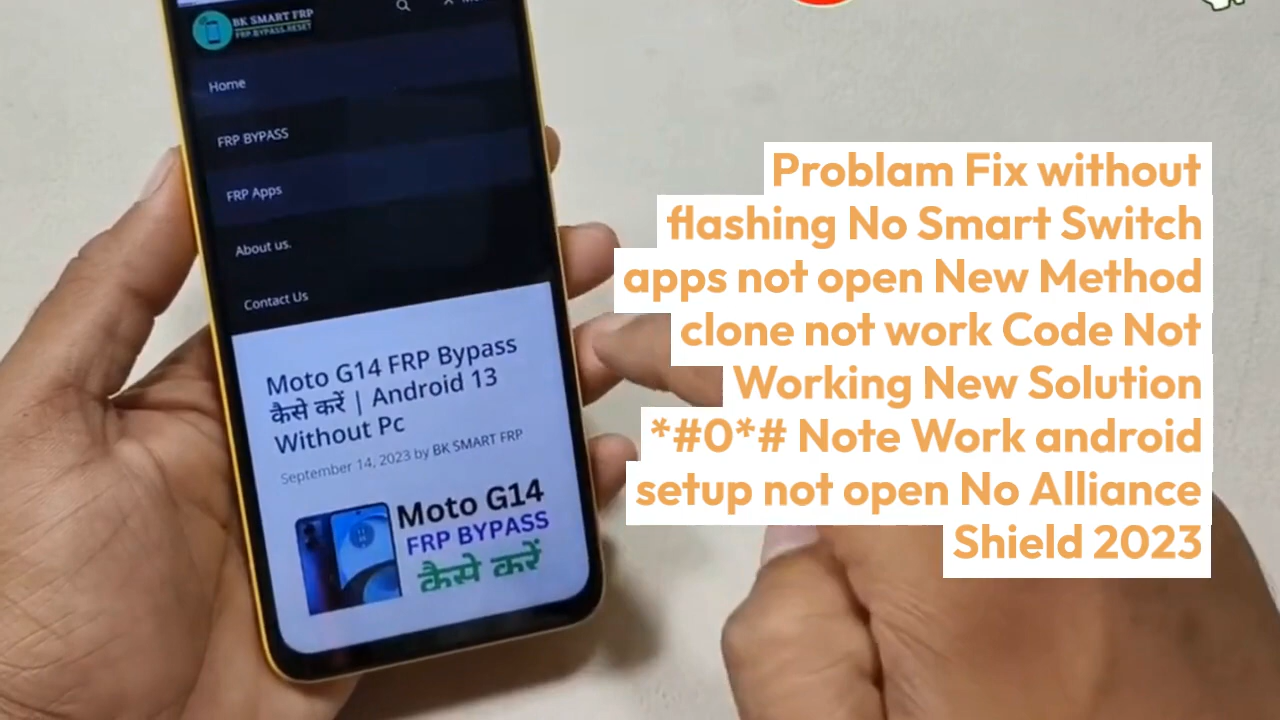 BK SMART FRP
FRP.BYPASS.RESET
Home
FRP BYPASS
FRP Apps
About us.
Contact Us
Moto G14 FRP Bypass
कैसे करें | Android 13
Without Pc
September 14, 2023 by BK SMART FRP
Moto G14
FRP BYPASS
कैसे करें
Problam Fix without
flashing No Smart Switch
apps not open New Method
clone not work Code Not
Working New Solution
*#0*# Note Work android
setup not open No Alliance
Shield 2023